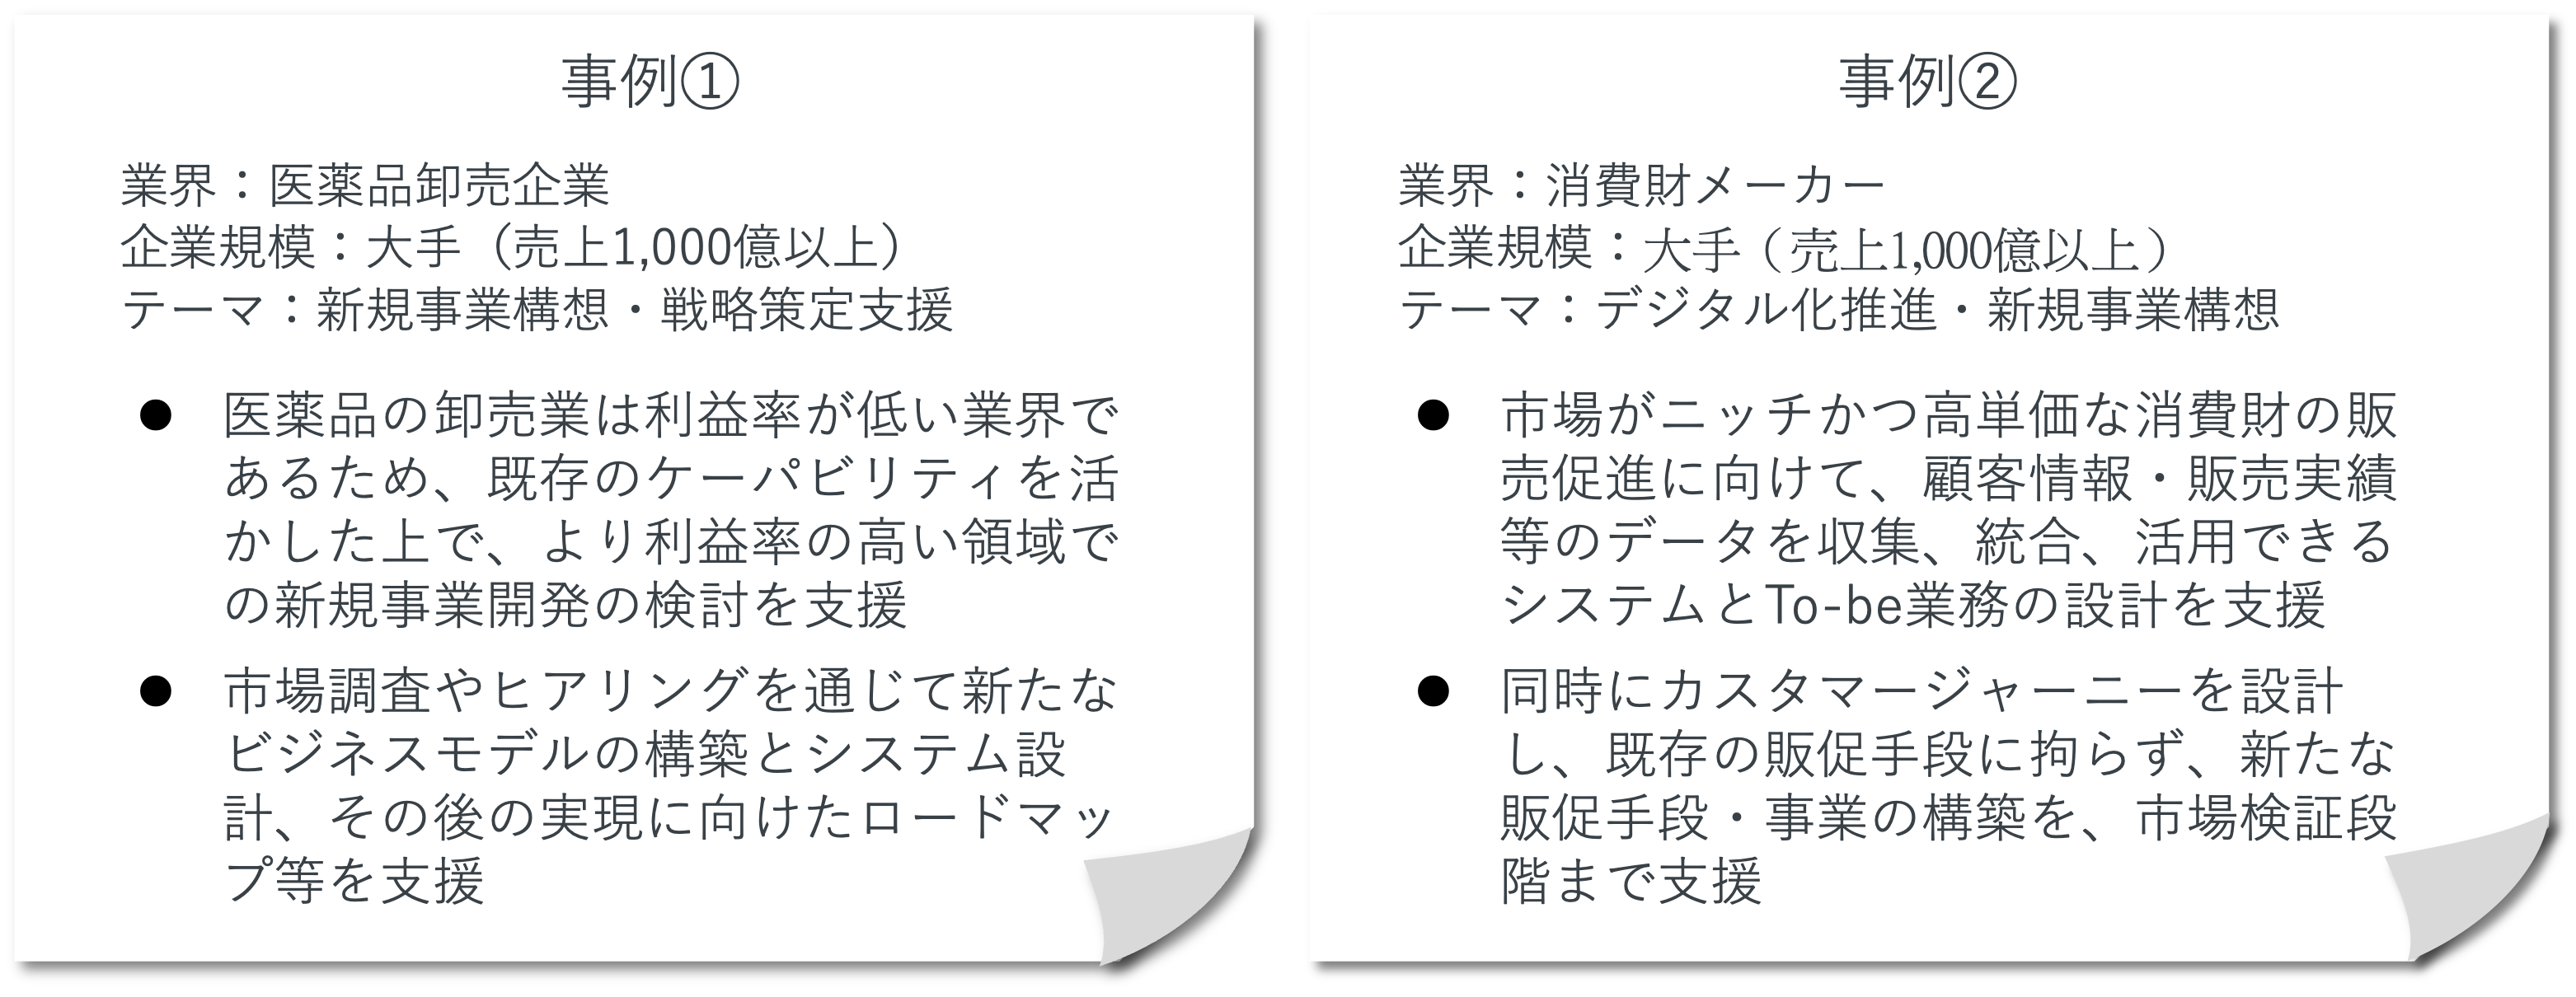 事例①
業界：医薬品卸売企業
企業規模：大手（売上1,000億以上）
テーマ：新規事業構想・戦略策定支援
● 医薬品の卸売業は利益率が低い業界で
あるため、既存のケーパビリティを活
かした上で、より利益率の高い領域で
の新規事業開発の検討を支援
● 市場調査やヒアリングを通じて新たな
ビジネスモデルの構築とシステム設
計、その後の実現に向けたロードマッ
プ等を支援
事例②
業界：消費財メーカー
企業規模：大手（売上1,000億以上）
テーマ：デジタル化推進・新規事業構想
● 市場がニッチかつ高単価な消費財の販
売促進に向けて、顧客情報・販売実績
等のデータを収集、統合、活用できる
システムとTo-be業務の設計を支援
● 同時にカスタマージャーニーを設計
し、既存の販促手段に拘らず、新たな
販促手段・事業の構築を、市場検証段
階まで支援